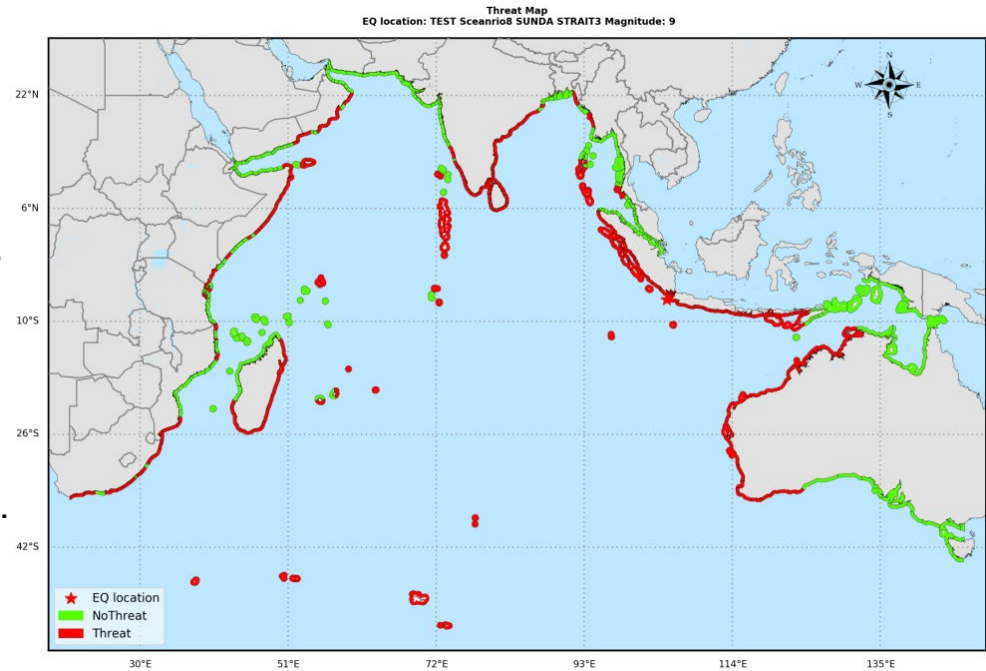 Threat Map
EQ location: TEST Sceanrio8 SUNDA STRAIT3 Magnitude: 9
N
W E
S
22°N
6°N
10°S
26°S
42°S
EQ location
NoThreat
Threat
30°E 51°E 72°E 93°E 114°E 135°E
.